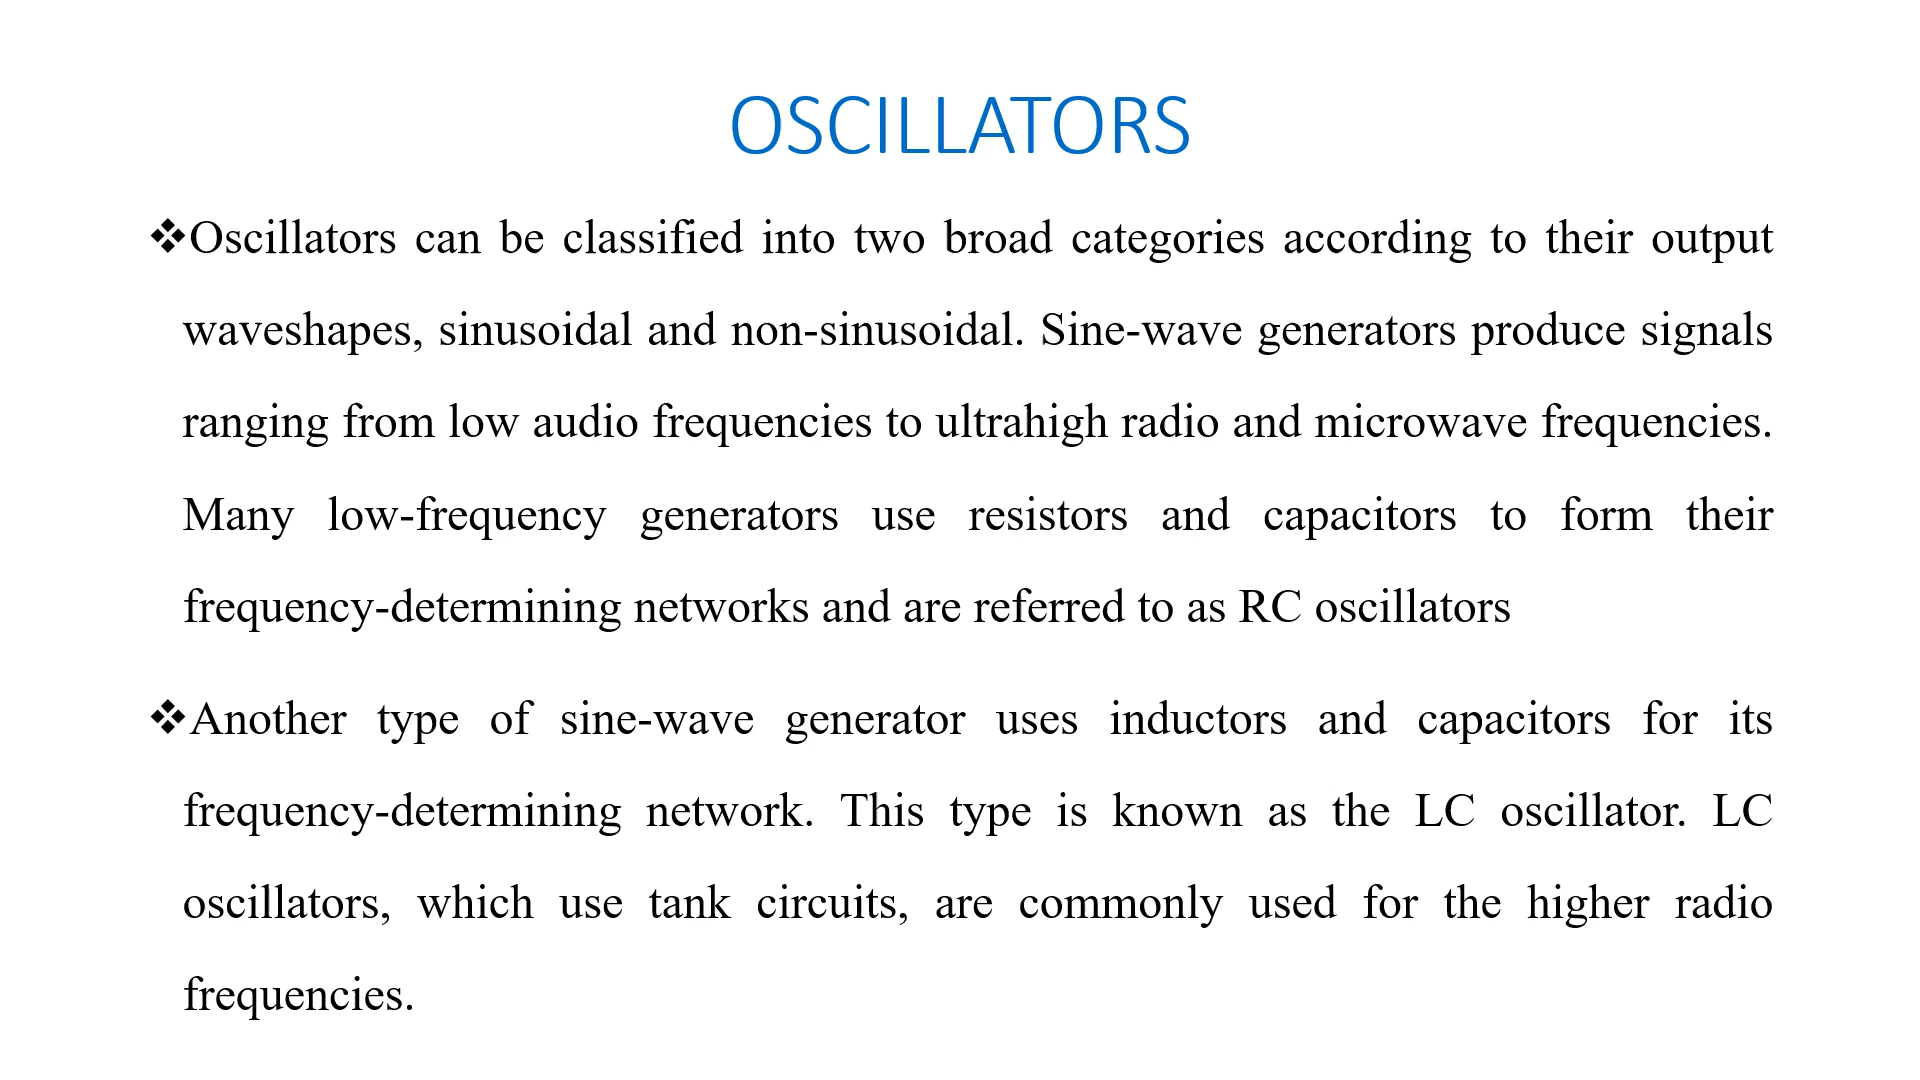 OSCILLATORS
❖Oscillators can be classified into two broad categories according to their output
waveshapes, sinusoidal and non-sinusoidal. Sine-wave generators produce signals
ranging from low audio frequencies to ultrahigh radio and microwave frequencies.
Many low-frequency generators use resistors and capacitors to form their
frequency-determining networks and are referred to as RC oscillators
❖Another type of sine-wave generator uses inductors and capacitors for its
frequency-determining network. This type is known as the LC oscillator. LC
oscillators, which use tank circuits, are commonly used for the higher radio
frequencies.